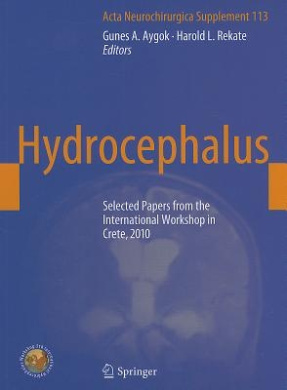 Acta Neurochirurgica Supplement 113
Gunes A. Aygok · Harold L. Rekate
Editors
Hydrocephalus
Selected Papers from the
International Workshop in
Crete, 2010
Springer